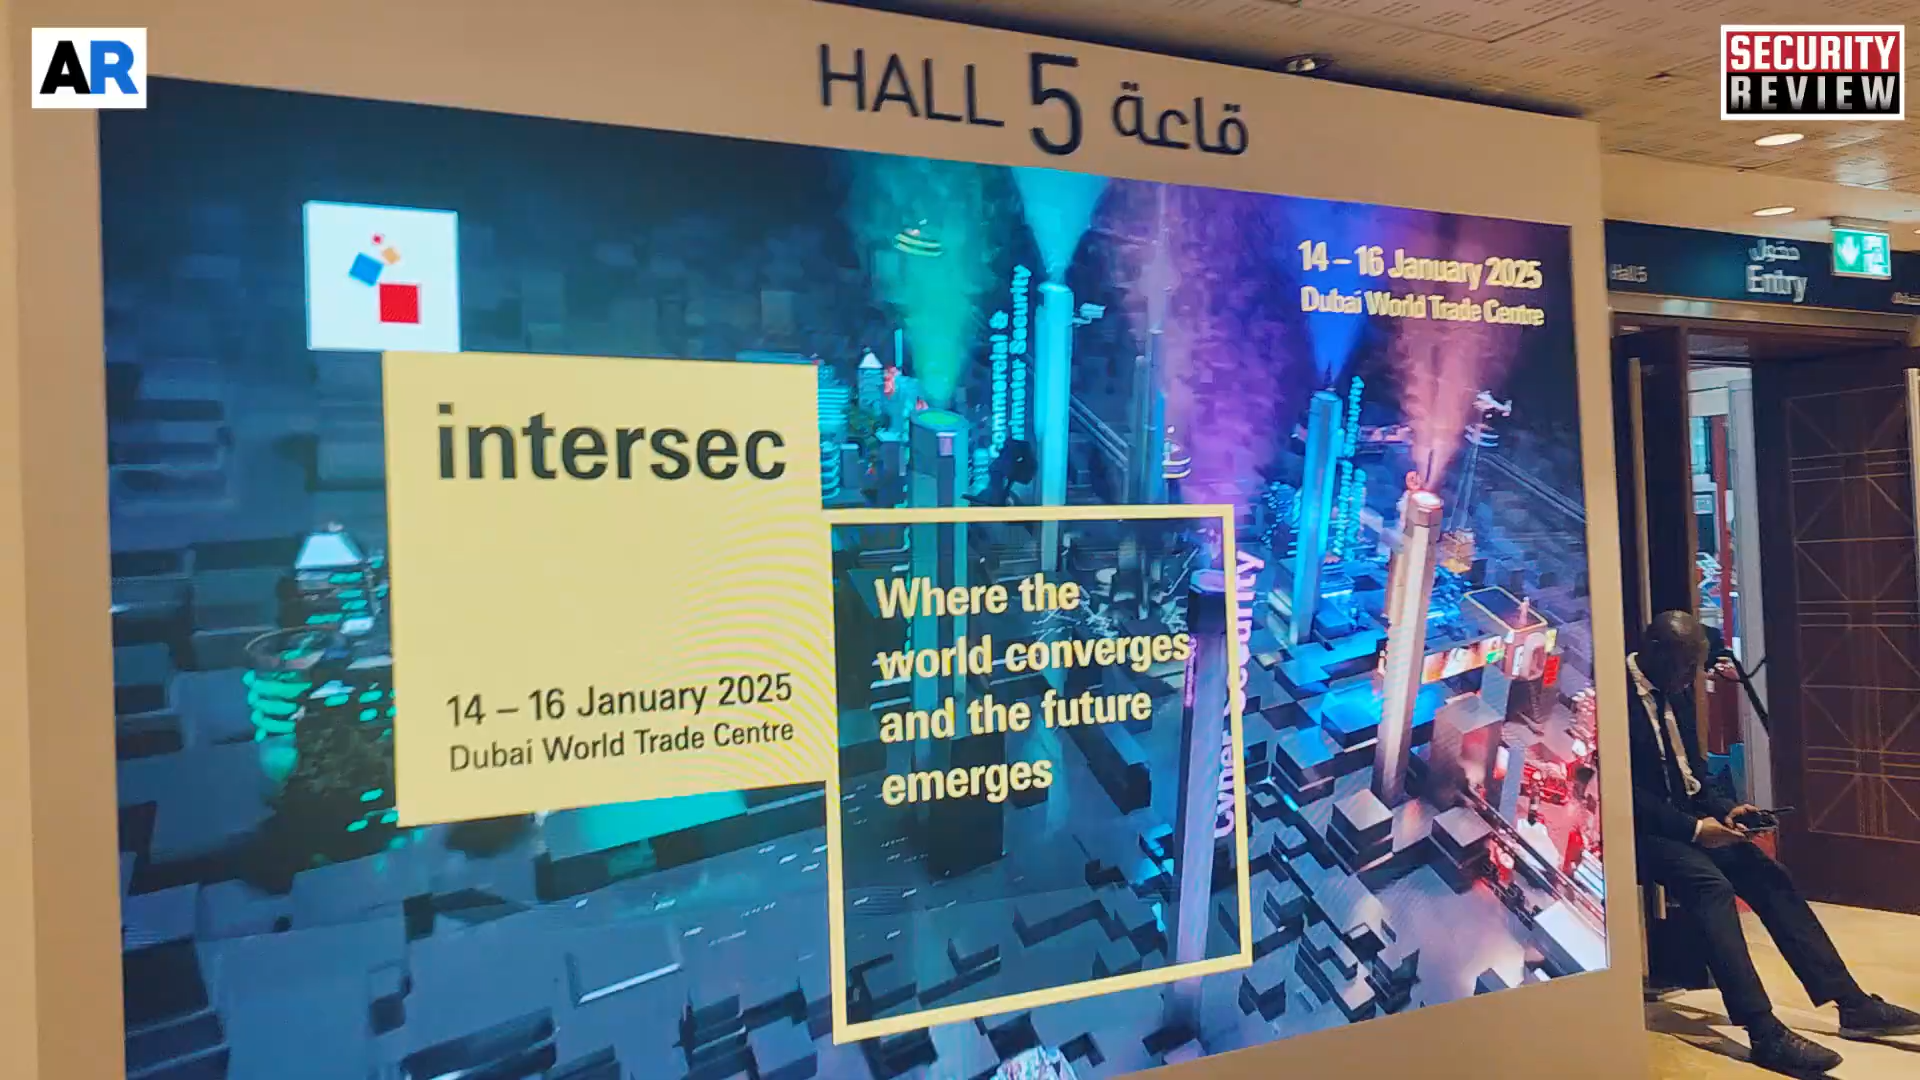 AR
SECURITY
REVIEW
HALL 5 قاعة
14 – 16 January 2025
Dubai World Trade Centre
دخول
Entry
Hall 5
intersec
Commercial &
Perimeter Security
14 – 16 January 2025
Dubai World Trade Centre
Where the
world converges
and the future
emerges
Cyber Security